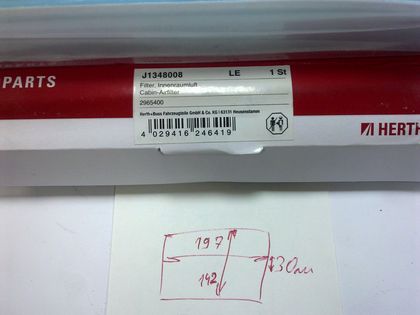 J1348008 LE 1 St
PARTS
Filter, Innenraumluft
Cabin-Airfilter
2965400
Herth+Buss Fahrzeugteile GmbH & Co. KG I 63131 Heusenstamm
4 029416 246419
HERTH
197
30мм
142